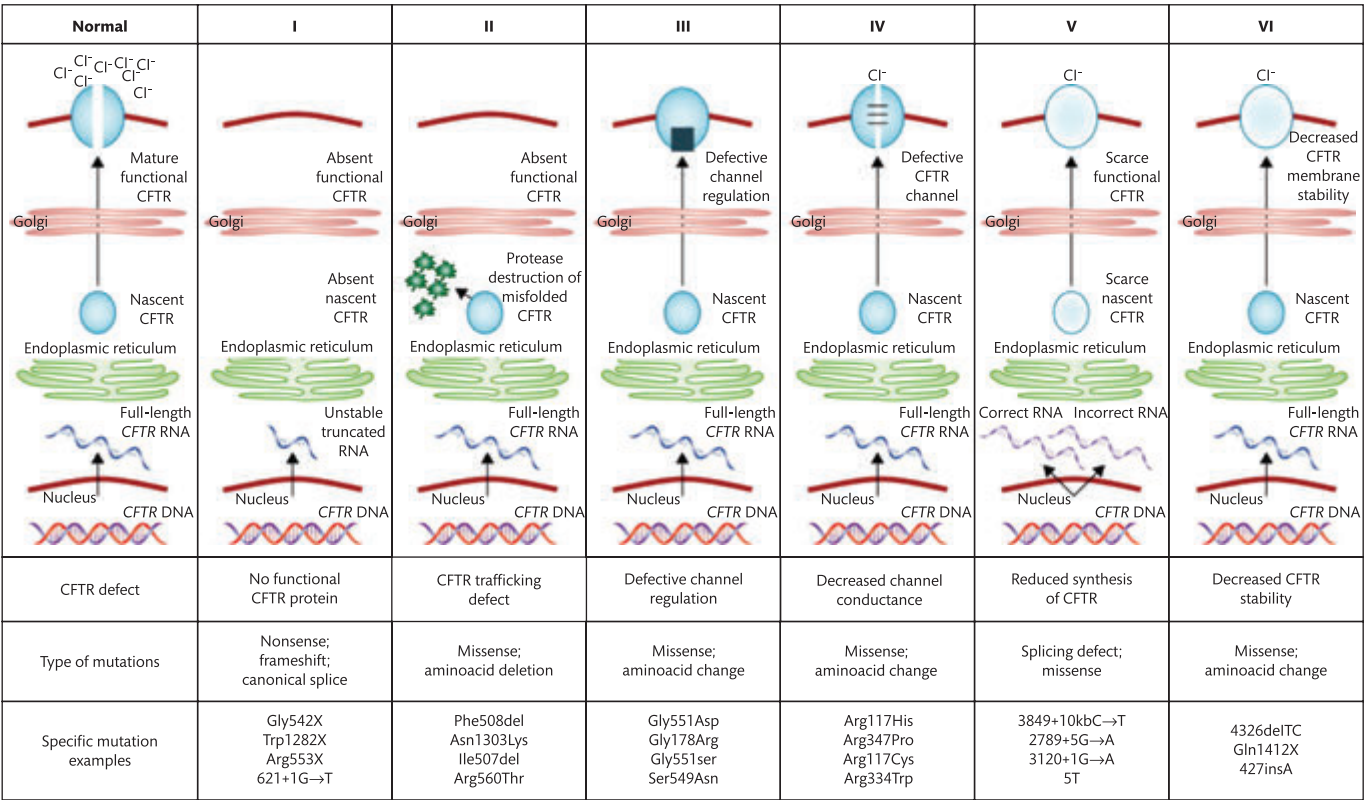 Normal
I
II
III
IV
V
VI
Cl-
Cl-
Cl-
Cl-
Cl-
Cl-
Cl-
Cl-
Mature
functional
CFTR
Golgi
Nascent
CFTR
Endoplasmic reticulum
Full-length
CFTR RNA
Nucleus
CFTR DNA
Absent
functional
CFTR
Golgi
Absent
nascent
CFTR
Endoplasmic reticulum
Unstable
truncated
RNA
Nucleus
CFTR DNA
Absent
functional
CFTR
Golgi
Protease
destruction of
misfolded
CFTR
Endoplasmic reticulum
Full-length
CFTR RNA
Nucleus
CFTR DNA
Defective
channel
regulation
Golgi
Nascent
CFTR
Endoplasmic reticulum
Full-length
CFTR RNA
Nucleus
CFTR DNA
Cl-
Defective
CFTR
channel
Golgi
Nascent
CFTR
Endoplasmic reticulum
Full-length
CFTR RNA
Nucleus
CFTR DNA
Cl-
Scarce
functional
CFTR
Golgi
Scarce
nascent
CFTR
Endoplasmic reticulum
Correct RNA Incorrect RNA
Nucleus
CFTR DNA
Cl-
Decreased
CFTR
membrane
stability
Golgi
Nascent
CFTR
Endoplasmic reticulum
Full-length
CFTR RNA
Nucleus
CFTR DNA
CFTR defect
No functional
CFTR protein
CFTR trafficking
defect
Defective channel
regulation
Decreased channel
conductance
Reduced synthesis
of CFTR
Decreased CFTR
stability
Type of mutations
Nonsense;
frameshift;
canonical splice
Missense;
aminoacid deletion
Missense;
aminoacid change
Missense;
aminoacid change
Splicing defect;
missense
Missense;
aminoacid change
Specific mutation
examples
Gly542X
Trp1282X
Arg553X
621+1G→T
Phe508del
Asn1303Lys
Ile507del
Arg560Thr
Gly551Asp
Gly178Arg
Gly551ser
Ser549Asn
Arg117His
Arg347Pro
Arg117Cys
Arg334Trp
3849+10kbC→T
2789+5G→A
3120+1G→A
5T
4326delTC
Gln1412X
427insA